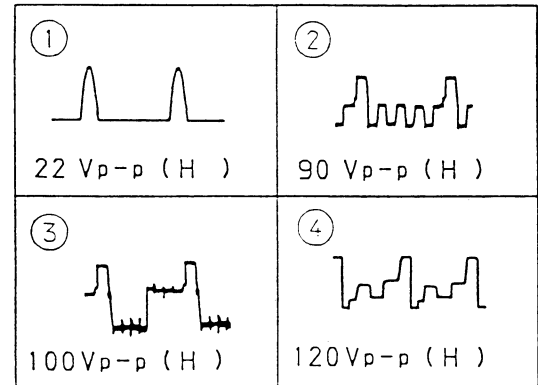 1
2
22 Vp-p ( H )
90 Vp-p ( H )
3
4
100Vp-p ( H )
120Vp-p ( H )